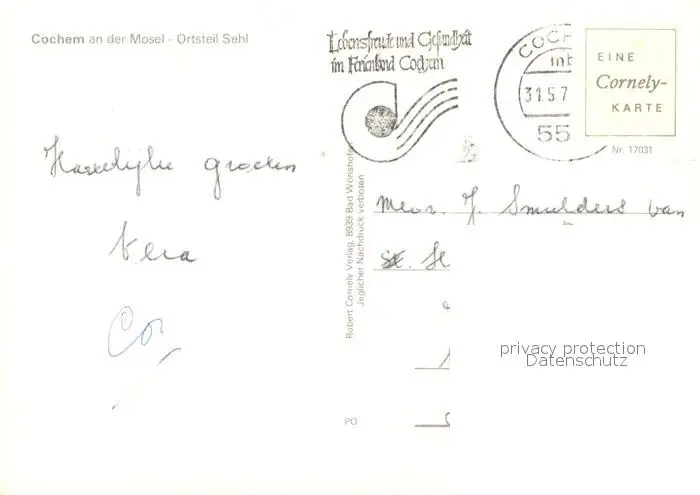 Cochem an der Mosel - Ortsteil Sehl
Lebensfreude und Gesundheit
im Ferienland Cochem
COCH
31.5.7
55
EINE
Cornely-
KARTE
Nr. 17031
Hartelijke groeten
Vera
Cor
Robert Cornely Verlag, 8939 Bad Wörishofen
Jeglicher Nachdruck verboten
Mevr. J. Smulders van
St. H
privacy protection
Datenschutz
PO